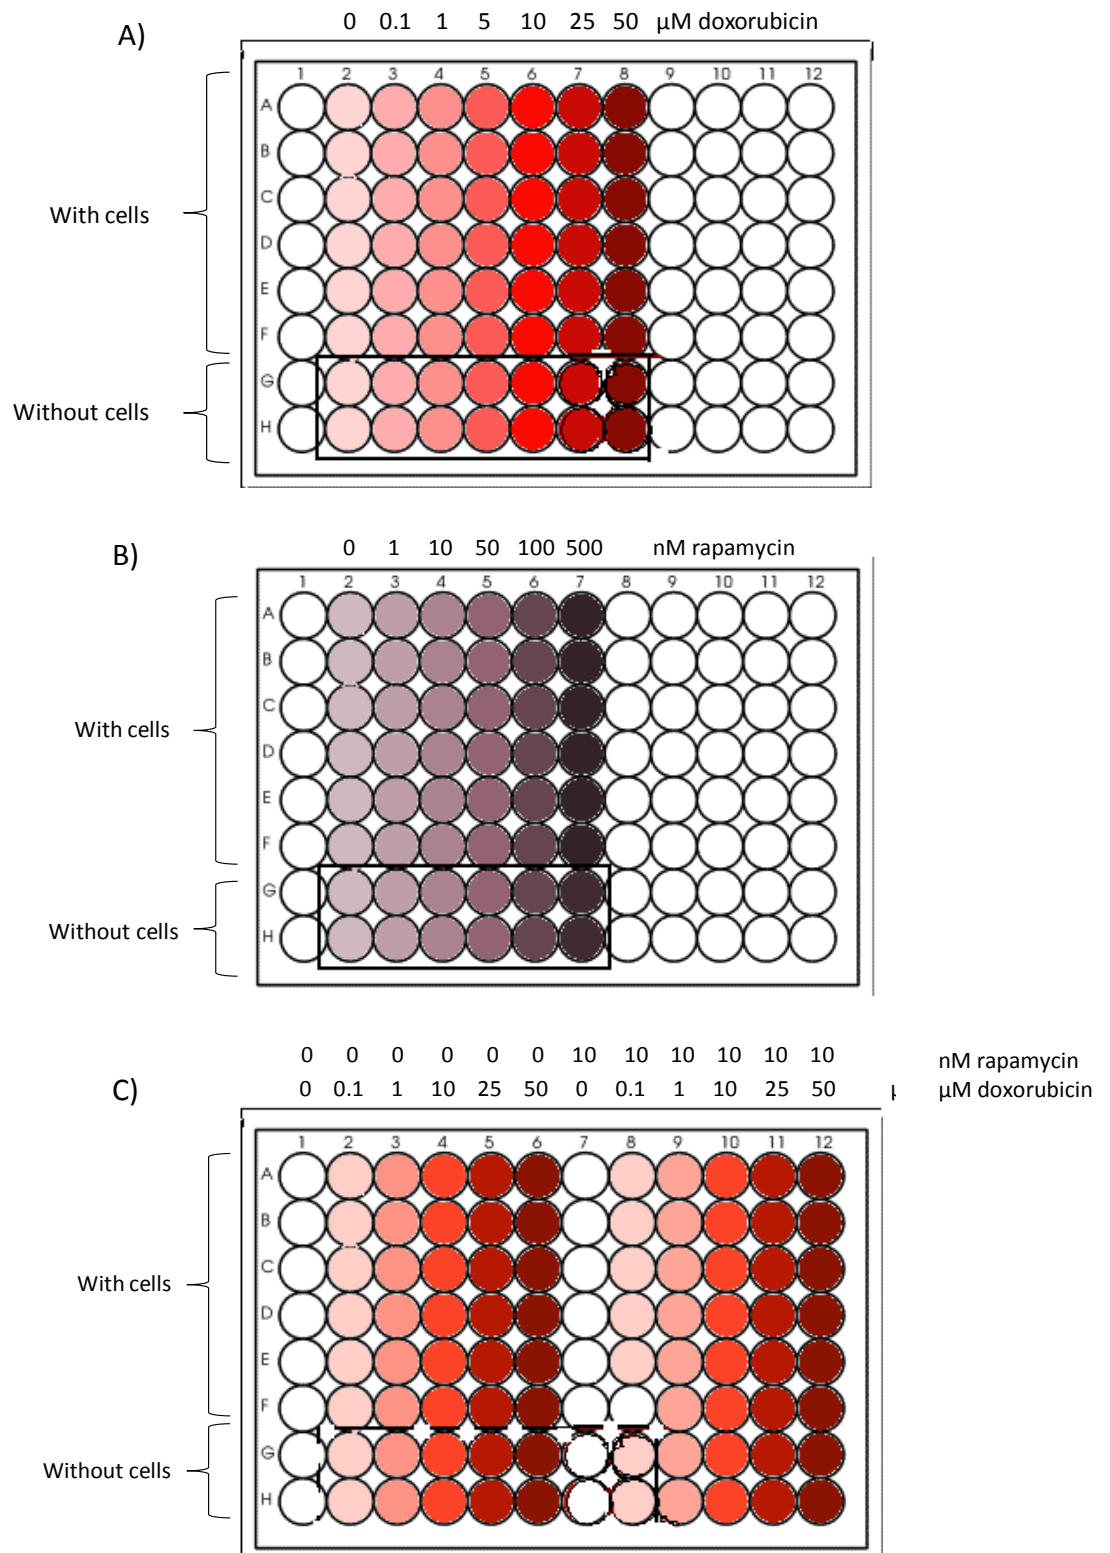 A)
0 0.1 1 5 10 25 50 µM doxorubicin
1 2 3 4 5 6 7 8 9 10 11 12
A
B
C
With cells
D
E
F
G
Without cells
H
B)
0 1 10 50 100 500 nM rapamycin
1 2 3 4 5 6 7 8 9 10 11 12
A
B
C
With cells
D
E
F
G
Without cells
H
0 0 0 0 0 0 10 10 10 10 10 10 nM rapamycin
C)
0 0.1 1 10 25 50 0 0.1 1 10 25 50 µM doxorubicin
1 2 3 4 5 6 7 8 9 10 11 12
A
B
C
With cells
D
E
F
G
Without cells
H